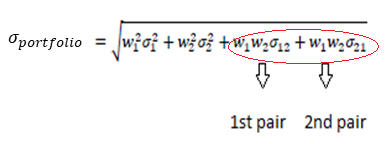 σ_portfolio = √(w₁²σ₁² + w₂²σ₂² + w₁w₂σ₁₂ + w₁w₂σ₂₁)
1st pair 2nd pair